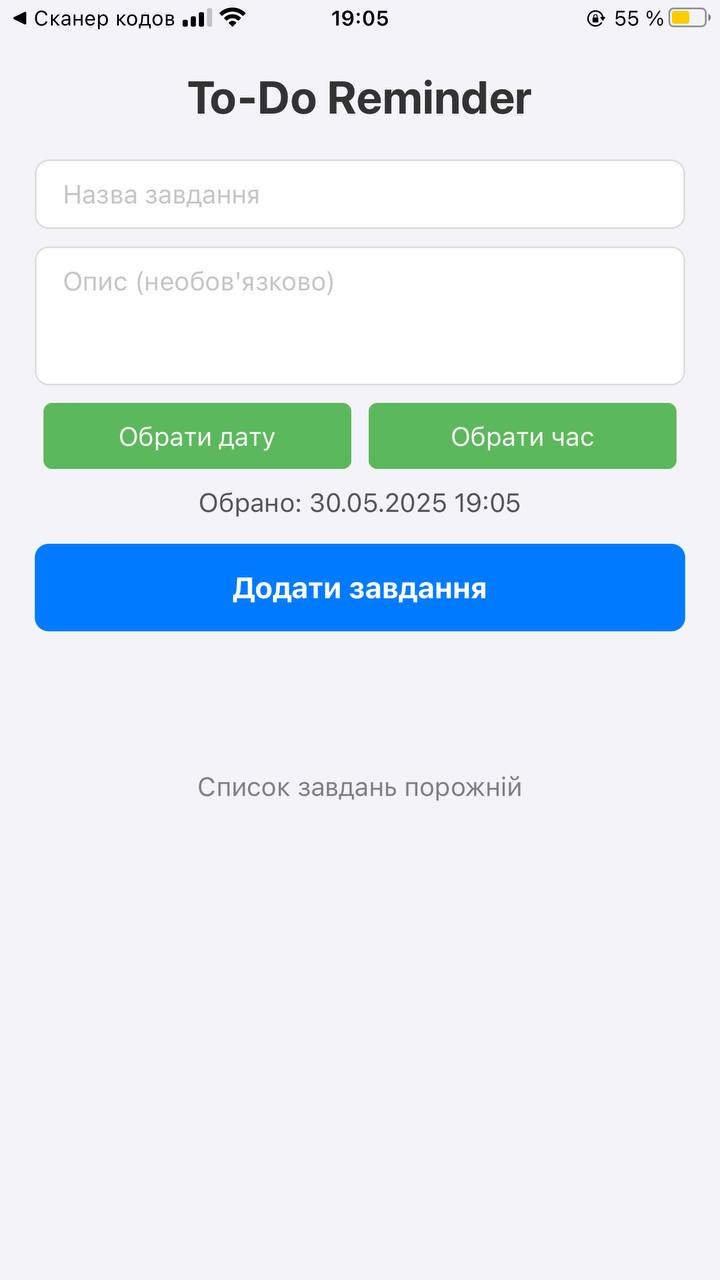 Сканер кодов 19:05 55 %
To-Do Reminder
Назва завдання
Опис (необов'язково)
Обрати дату Обрати час
Обрано: 30.05.2025 19:05
Додати завдання
Список завдань порожній